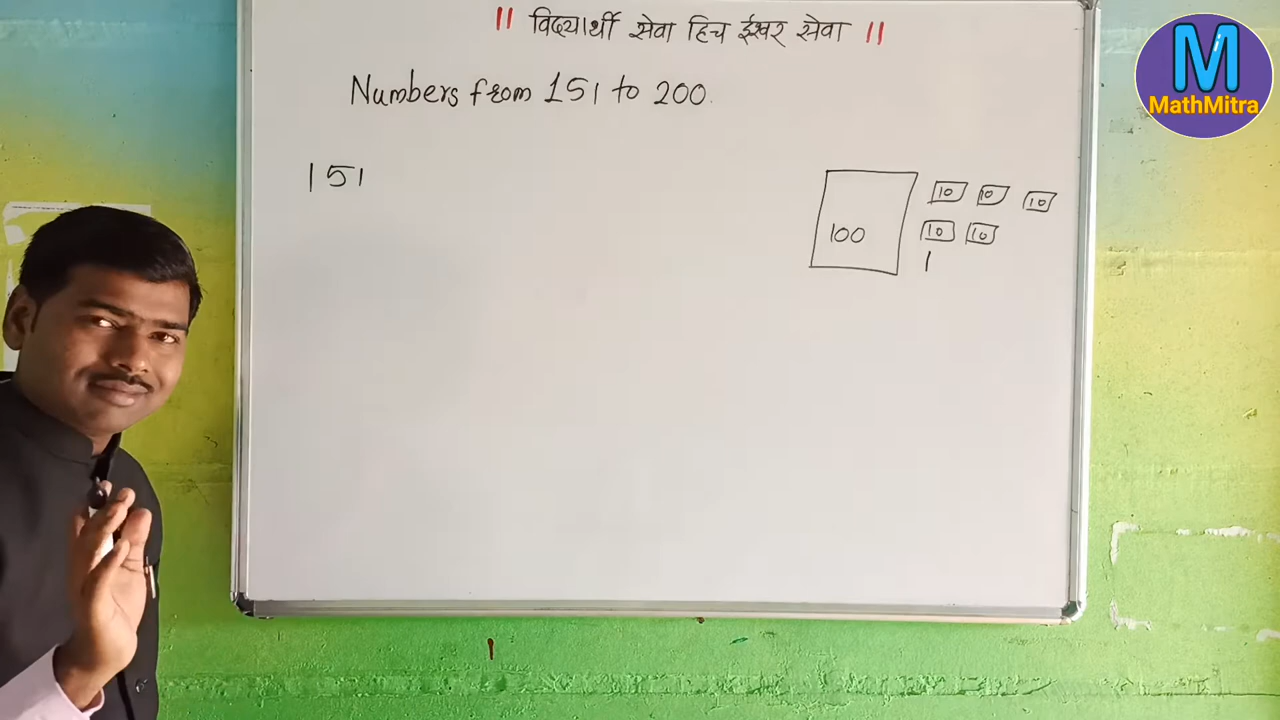 || विद्यार्थी सेवा हिच ईश्वर सेवा ||
M
MathMitra
Numbers from 151 to 200.
151
10 10 10
100 10 10
1